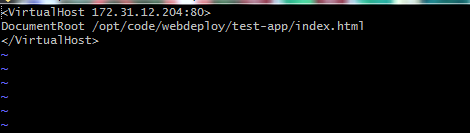 <VirtualHost 172.31.12.204:80>
DocumentRoot /opt/code/webdeploy/test-app/index.html
</VirtualHost>
~
~
~
~
~
~